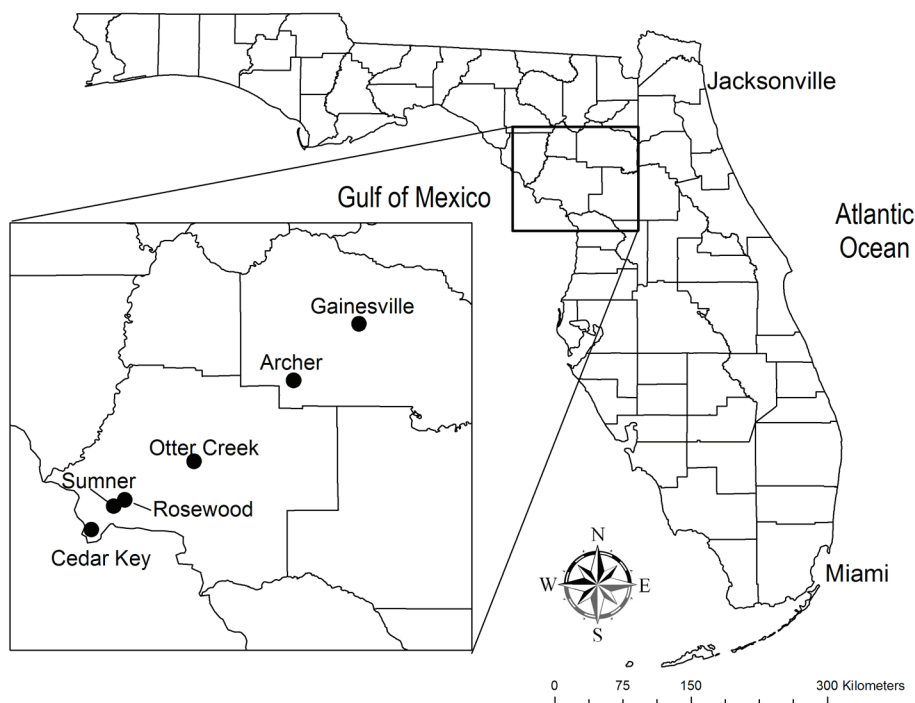 Jacksonville
Gulf of Mexico
Atlantic
Ocean
Gainesville
Archer
Otter Creek
Sumner
Rosewood
Cedar Key
N
W E
S
Miami
0 75 150 300 Kilometers